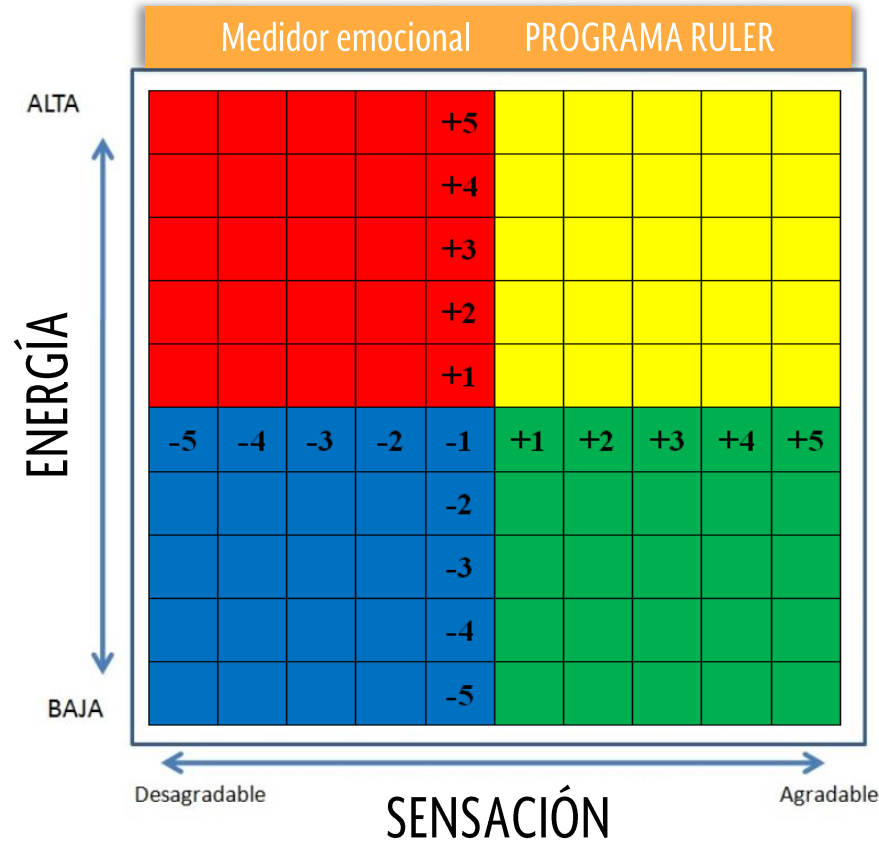 Medidor emocional PROGRAMA RULER
ALTA
+5
+4
+3
+2
+1
-5 -4 -3 -2 -1 +1 +2 +3 +4 +5
-2
-3
-4
-5
ENERGÍA
BAJA
Desagradable Agradable
SENSACIÓN